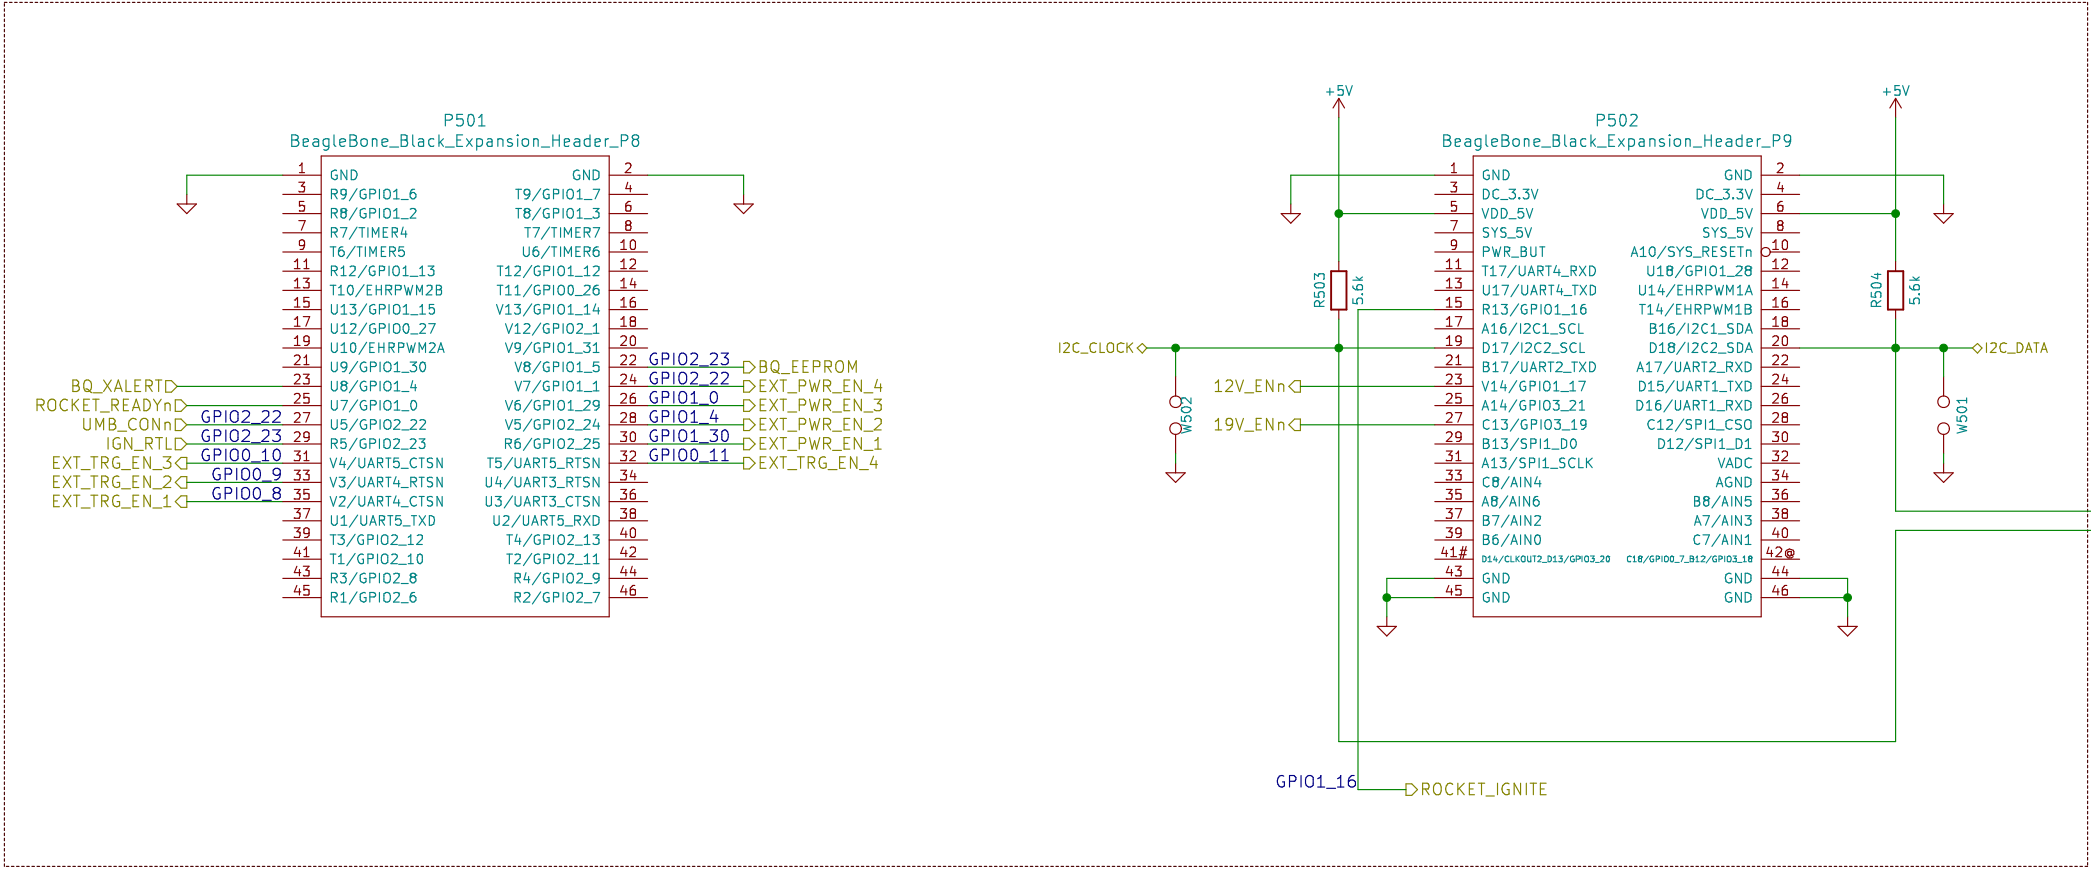 P501
BeagleBone_Black_Expansion_Header_P8
1 GND GND 2
3 R9/GPIO1_6 T9/GPIO1_7 4
5 R8/GPIO1_2 T8/GPIO1_3 6
7 R7/TIMER4 T7/TIMER7 8
9 T6/TIMER5 U6/TIMER6 10
11 R12/GPIO1_13 T12/GPIO1_12 12
13 T10/EHRPWM2B T11/GPIO0_26 14
15 U13/GPIO1_15 V13/GPIO1_14 16
17 U12/GPIO0_27 V12/GPIO2_1 18
19 U10/EHRPWM2A V9/GPIO1_31 20
21 U9/GPIO1_30 V8/GPIO1_5 22 GPIO2_23 BQ_EEPROM
BQ_XALERT 23 U8/GPIO1_4 V7/GPIO1_1 24 GPIO2_22 EXT_PWR_EN_4
ROCKET_READYn 25 U7/GPIO1_0 V6/GPIO1_29 26 GPIO1_0 EXT_PWR_EN_3
UMB_CONn GPIO2_22 27 U5/GPIO2_22 V5/GPIO2_24 28 GPIO1_4 EXT_PWR_EN_2
IGN_RTL GPIO2_23 29 R5/GPIO2_23 R6/GPIO2_25 30 GPIO1_30 EXT_PWR_EN_1
EXT_TRG_EN_3 GPIO0_10 31 V4/UART5_CTSN T5/UART5_RTSN 32 GPIO0_11 EXT_TRG_EN_4
EXT_TRG_EN_2 GPIO0_9 33 V3/UART4_RTSN U4/UART3_RTSN 34
EXT_TRG_EN_1 GPIO0_8 35 V2/UART4_CTSN U3/UART3_CTSN 36
37 U1/UART5_TXD U2/UART5_RXD 38
39 T3/GPIO2_12 T4/GPIO2_13 40
41 T1/GPIO2_10 T2/GPIO2_11 42
43 R3/GPIO2_8 R4/GPIO2_9 44
45 R1/GPIO2_6 R2/GPIO2_7 46
+5V +5V
P502
BeagleBone_Black_Expansion_Header_P9
1 GND GND 2
3 DC_3.3V DC_3.3V 4
5 VDD_5V VDD_5V 6
7 SYS_5V SYS_5V 8
9 PWR_BUT A10/SYS_RESETn 10
11 T17/UART4_RXD U18/GPIO1_28 12
R503 5.6k 13 U17/UART4_TXD U14/EHRPWM1A 14 R504 5.6k
15 R13/GPIO1_16 T14/EHRPWM1B 16
17 A16/I2C1_SCL B16/I2C1_SDA 18
I2C_CLOCK 19 D17/I2C2_SCL D18/I2C2_SDA 20 I2C_DATA
21 B17/UART2_TXD A17/UART2_RXD 22
12V_ENn 23 V14/GPIO1_17 D15/UART1_TXD 24
W502 25 A14/GPIO3_21 D16/UART1_RXD 26 W501
19V_ENn 27 C13/GPIO3_19 C12/SPI1_CSO 28
29 B13/SPI1_D0 D12/SPI1_D1 30
31 A13/SPI1_SCLK VADC 32
33 C8/AIN4 AGND 34
35 A8/AIN6 B8/AIN5 36
37 B7/AIN2 A7/AIN3 38
39 B6/AIN0 C7/AIN1 40
41# D14/CLKOUT2_D13/GPIO3_20 C18/GPIO0_7_B12/GPIO3_18 42@
43 GND GND 44
45 GND GND 46
GPIO1_16 ROCKET_IGNITE